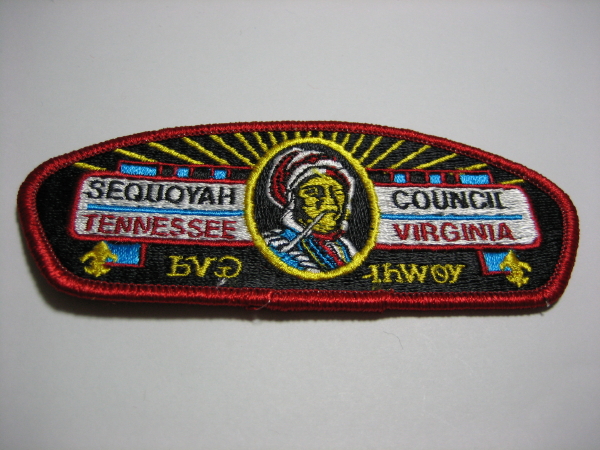 SEQUOYAH COUNCIL
TENNESSEE VIRGINIA